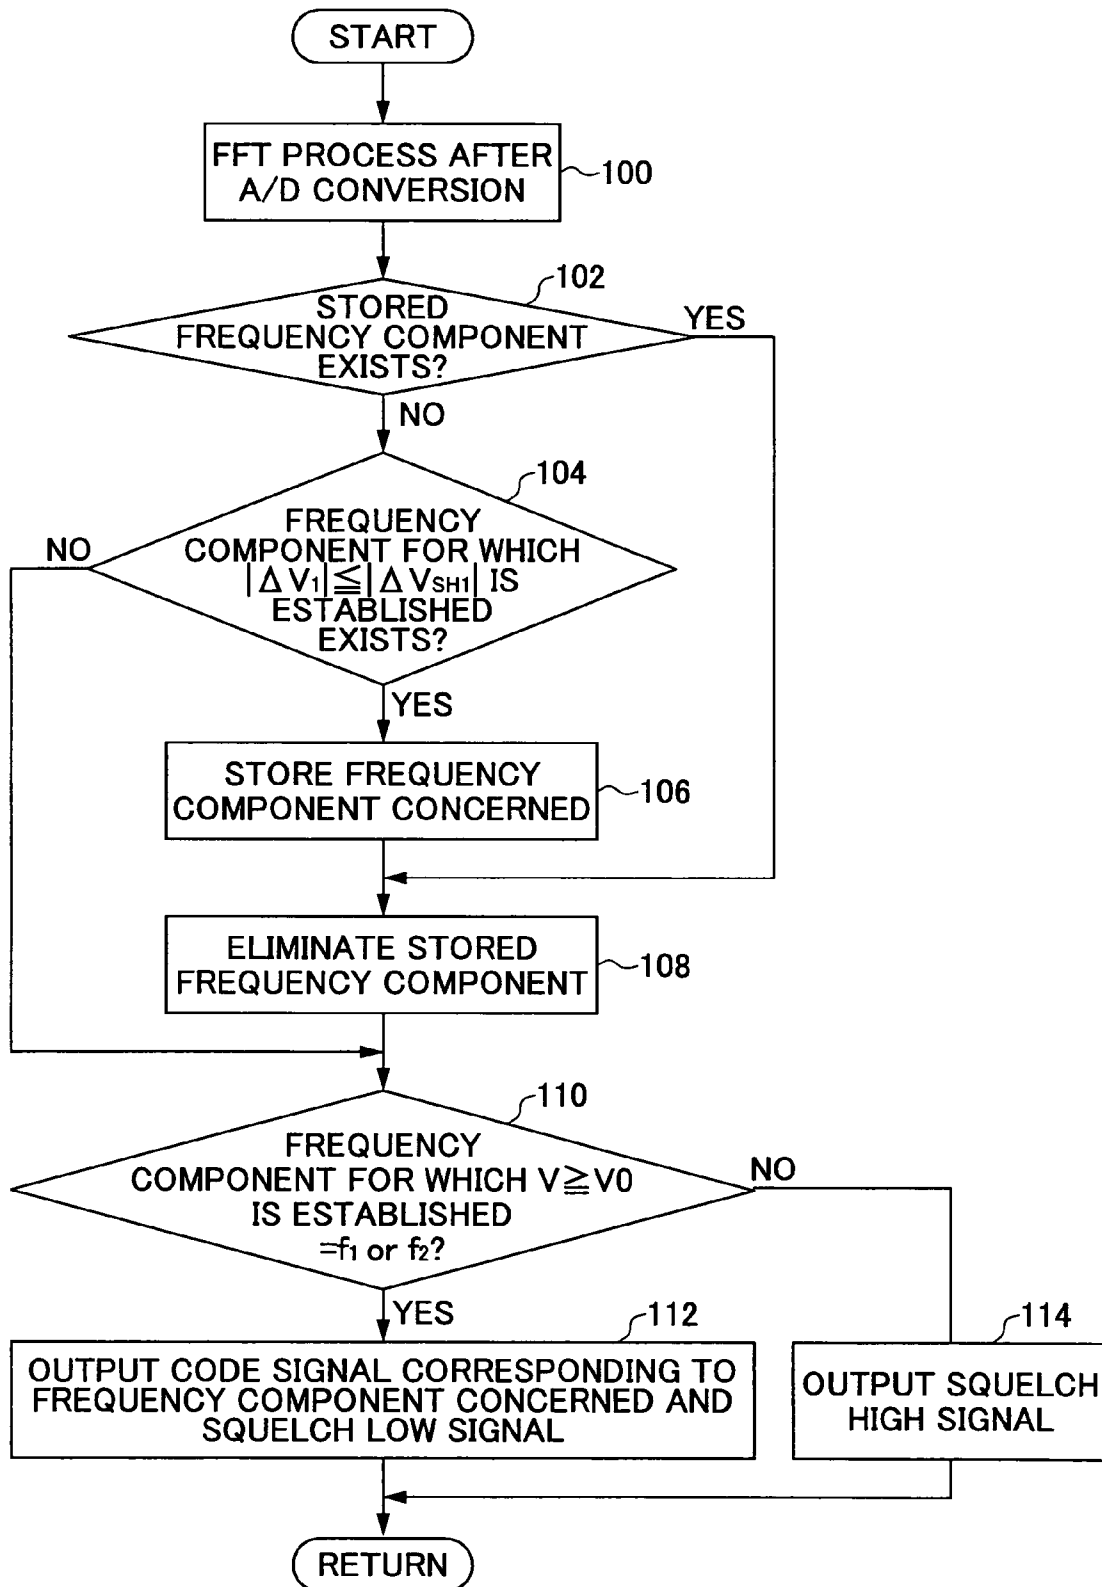 START
FFT PROCESS AFTER
A/D CONVERSION
100
102
STORED
FREQUENCY COMPONENT
EXISTS?
YES
NO
104
FREQUENCY
COMPONENT FOR WHICH
|ΔV1|≦|ΔVSH1| IS
ESTABLISHED
EXISTS?
NO
YES
STORE FREQUENCY
COMPONENT CONCERNED
106
ELIMINATE STORED
FREQUENCY COMPONENT
108
110
FREQUENCY
COMPONENT FOR WHICH V≧V0
IS ESTABLISHED
=f1 or f2?
NO
YES
112
OUTPUT CODE SIGNAL CORRESPONDING TO
FREQUENCY COMPONENT CONCERNED AND
SQUELCH LOW SIGNAL
114
OUTPUT SQUELCH
HIGH SIGNAL
RETURN